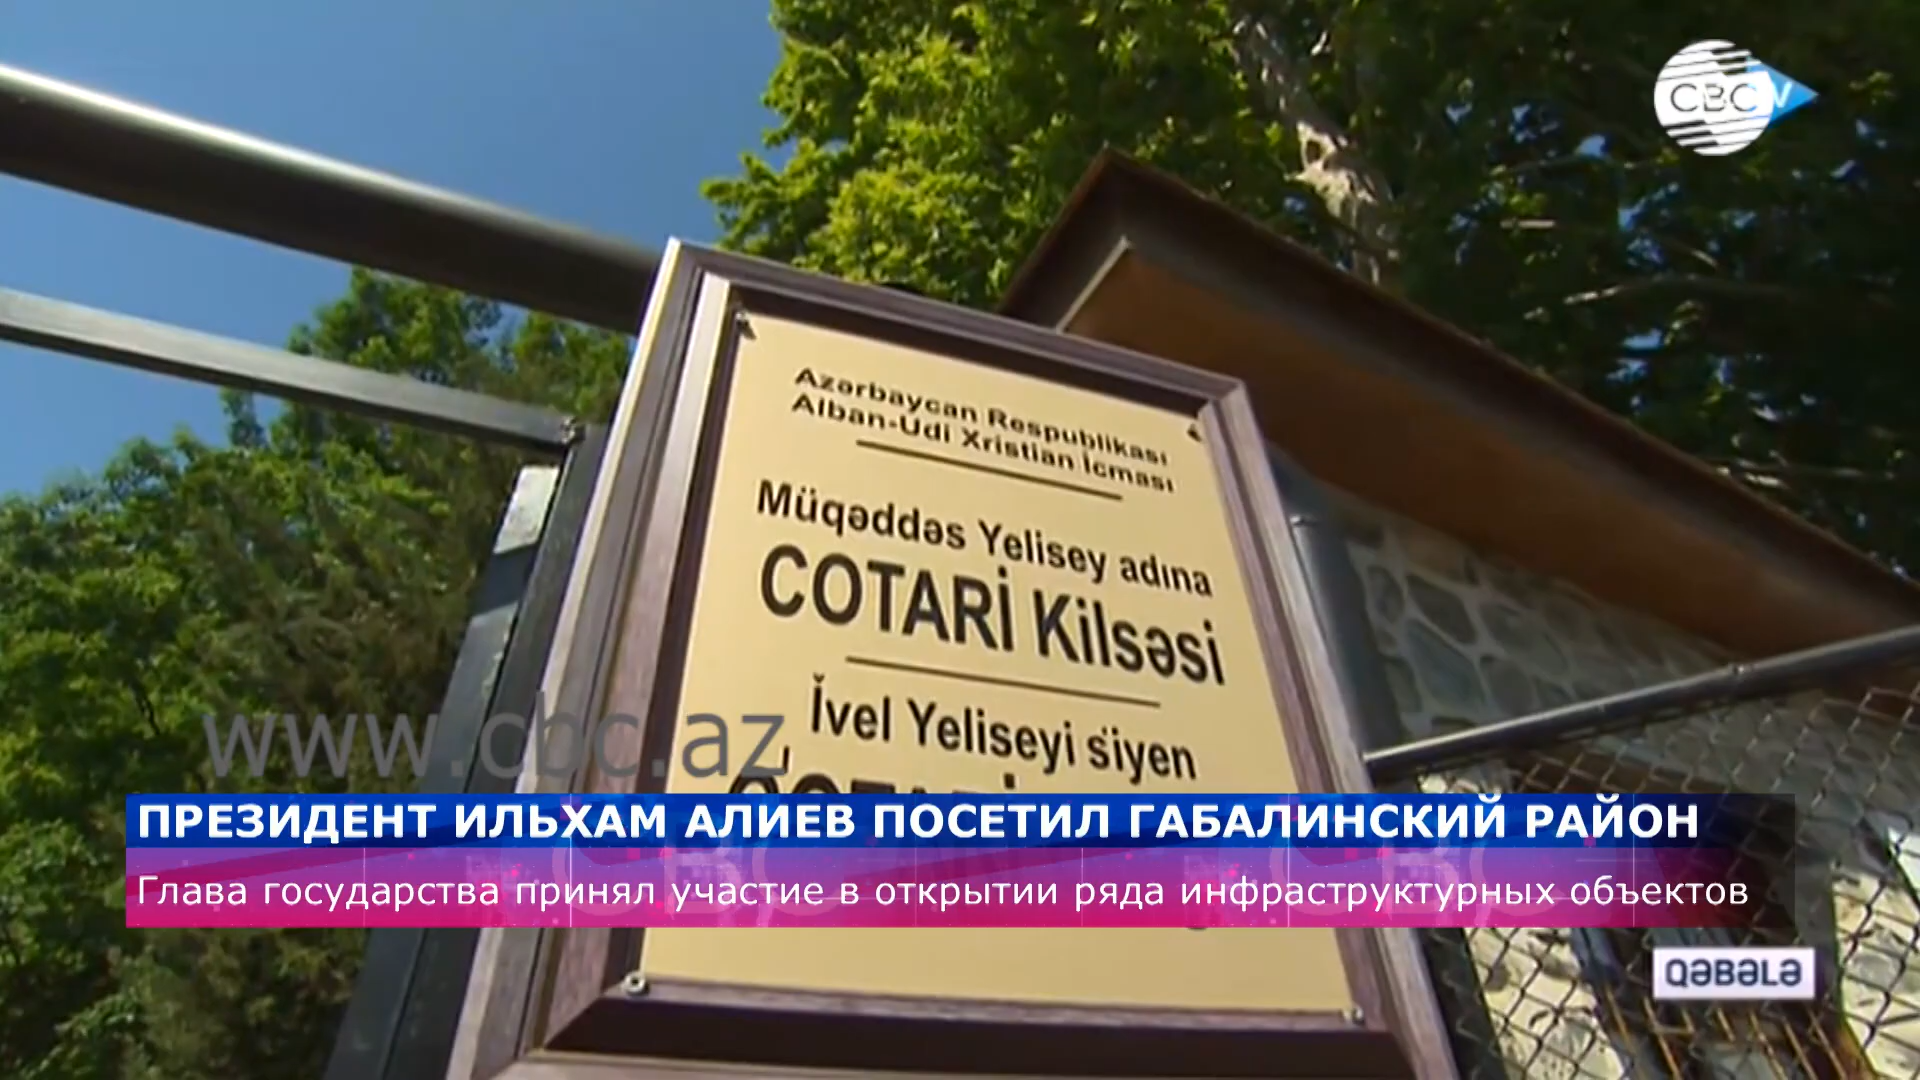 CBC TV
Azərbaycan Respublikası
Alban-Udi Xristian İcması
Müqəddəs Yelisey adına
COTARİ Kilsəsi
İvel Yeliseyi s̈iyen
www.cbc.az
ПРЕЗИДЕНТ ИЛЬХАМ АЛИЕВ ПОСЕТИЛ ГАБАЛИНСКИЙ РАЙОН
Глава государства принял участие в открытии ряда инфраструктурных объектов
QƏBƏLƏ